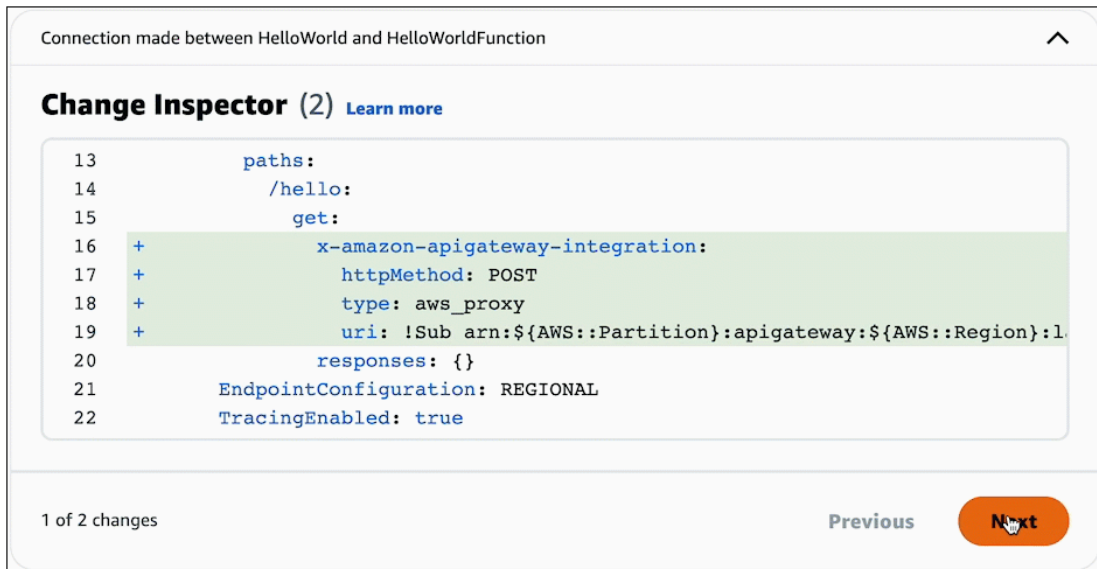 Connection made between HelloWorld and HelloWorldFunction
Change Inspector (2) Learn more
13 paths:
14 /hello:
15 get:
16 + x-amazon-apigateway-integration:
17 + httpMethod: POST
18 + type: aws_proxy
19 + uri: !Sub arn:${AWS::Partition}:apigateway:${AWS::Region}:l
20 responses: {}
21 EndpointConfiguration: REGIONAL
22 TracingEnabled: true
1 of 2 changes Previous Next